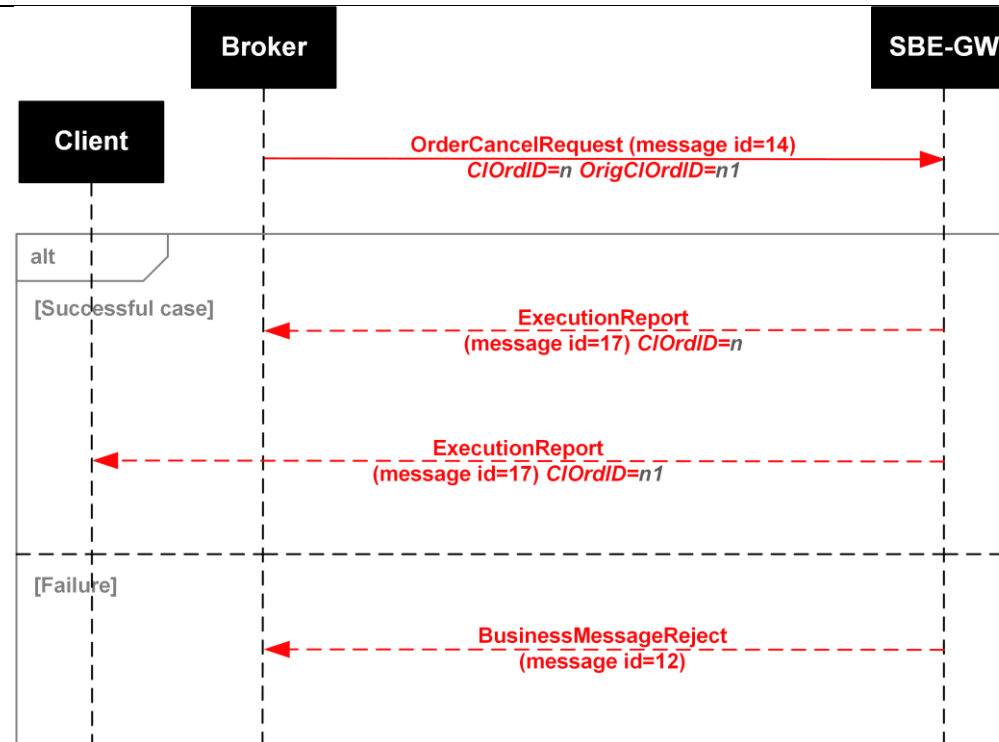 Broker
SBE-GW
Client
OrderCancelRequest (message id=14)
ClOrdID=n OrigClOrdID=n1
alt
[Successful case]
ExecutionReport
(message id=17) ClOrdID=n
ExecutionReport
(message id=17) ClOrdID=n1
[Failure]
BusinessMessageReject
(message id=12)